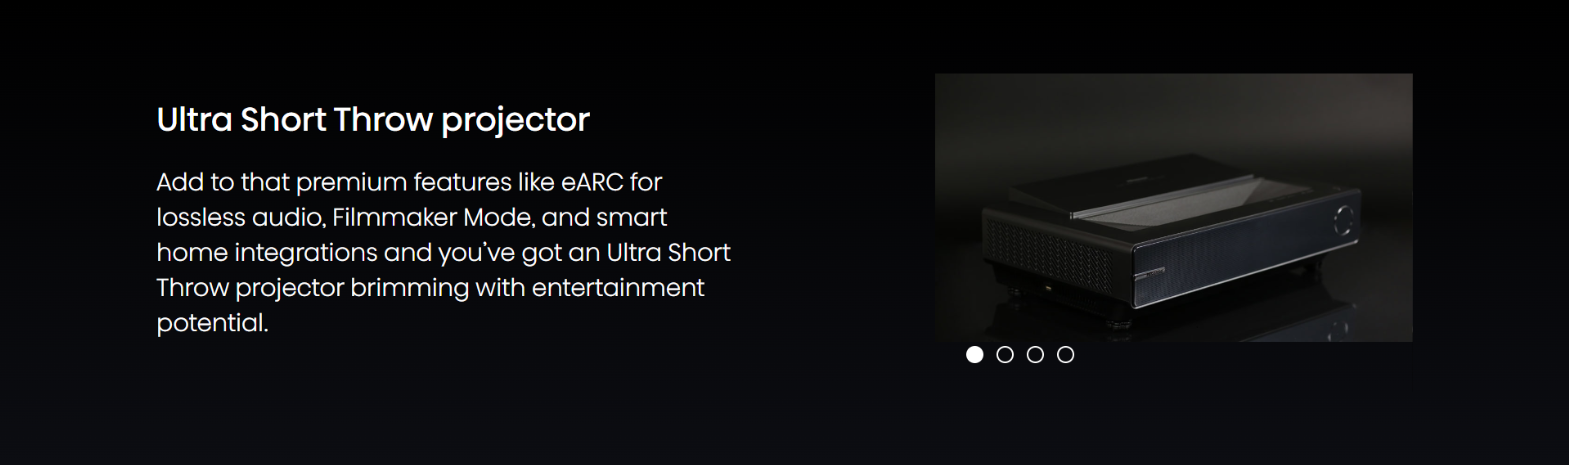 Ultra Short Throw projector
Add to that premium features like eARC for
lossless audio, Filmmaker Mode, and smart
home integrations and you’ve got an Ultra Short
Throw projector brimming with entertainment
potential.